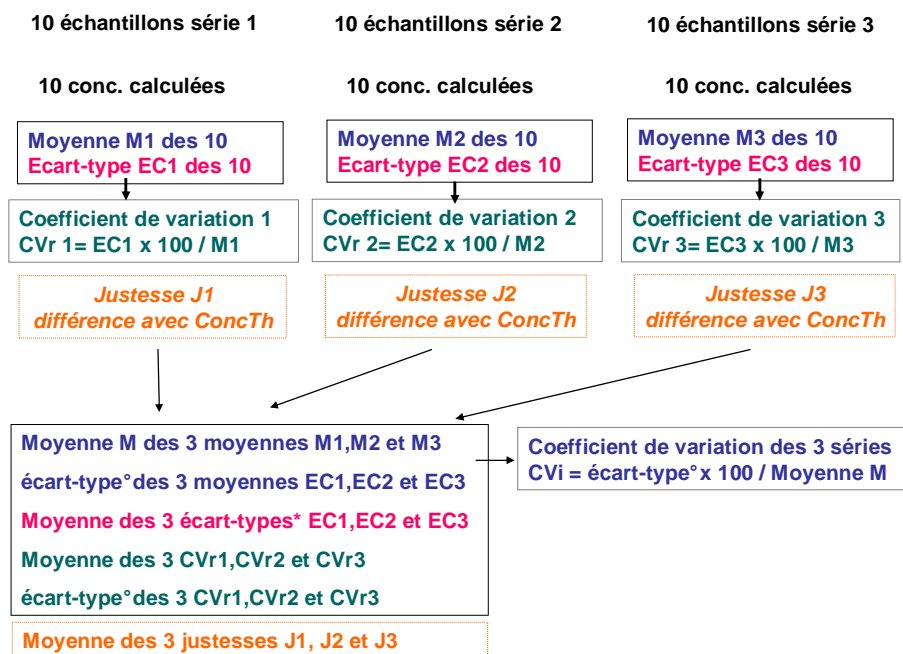 10 échantillons série 1
10 échantillons série 2
10 échantillons série 3
10 conc. calculées
10 conc. calculées
10 conc. calculées
Moyenne M1 des 10
Ecart-type EC1 des 10
Moyenne M2 des 10
Ecart-type EC2 des 10
Moyenne M3 des 10
Ecart-type EC3 des 10
Coefficient de variation 1
CVr 1= EC1 x 100 / M1
Coefficient de variation 2
CVr 2= EC2 x 100 / M2
Coefficient de variation 3
CVr 3= EC3 x 100 / M3
Justesse J1
différence avec ConcTh
Justesse J2
différence avec ConcTh
Justesse J3
différence avec ConcTh
Moyenne M des 3 moyennes M1,M2 et M3
écart-type° des 3 moyennes EC1,EC2 et EC3
Moyenne des 3 écart-types* EC1,EC2 et EC3
Moyenne des 3 CVr1,CVr2 et CVr3
écart-type° des 3 CVr1,CVr2 et CVr3
Moyenne des 3 justesses J1, J2 et J3
Coefficient de variation des 3 séries
CVi = écart-type° x 100 / Moyenne M